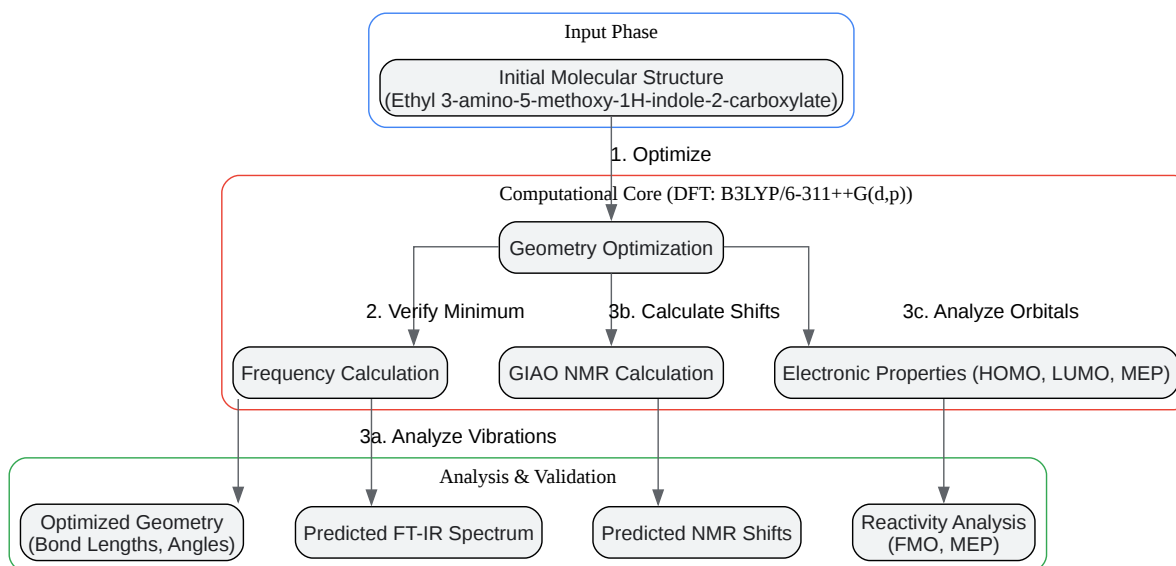 Input Phase
Initial Molecular Structure
(Ethyl 3-amino-5-methoxy-1H-indole-2-carboxylate)
1. Optimize
Computational Core (DFT: B3LYP/6-311++G(d,p))
Geometry Optimization
2. Verify Minimum
3b. Calculate Shifts
3c. Analyze Orbitals
Frequency Calculation
GIAO NMR Calculation
Electronic Properties (HOMO, LUMO, MEP)
3a. Analyze Vibrations
Analysis & Validation
Optimized Geometry
(Bond Lengths, Angles)
Predicted FT-IR Spectrum
Predicted NMR Shifts
Reactivity Analysis
(FMO, MEP)